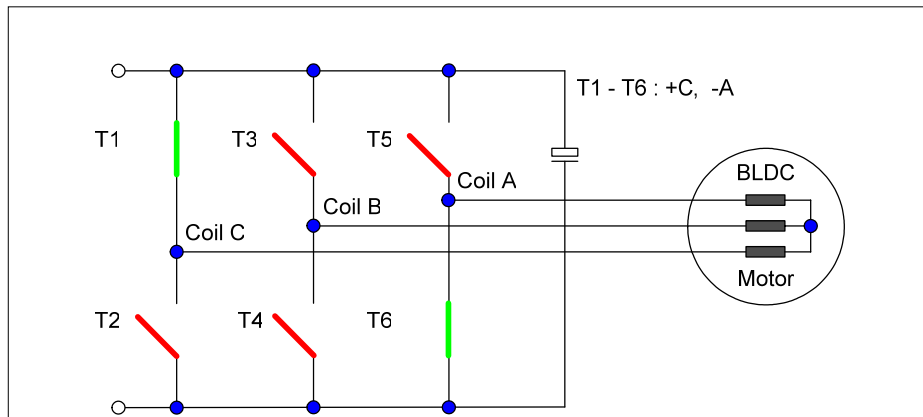 T1 - T6 : +C, -A
T1
T3
T5
BLDC
Coil A
Coil B
Coil C
Motor
T2
T4
T6